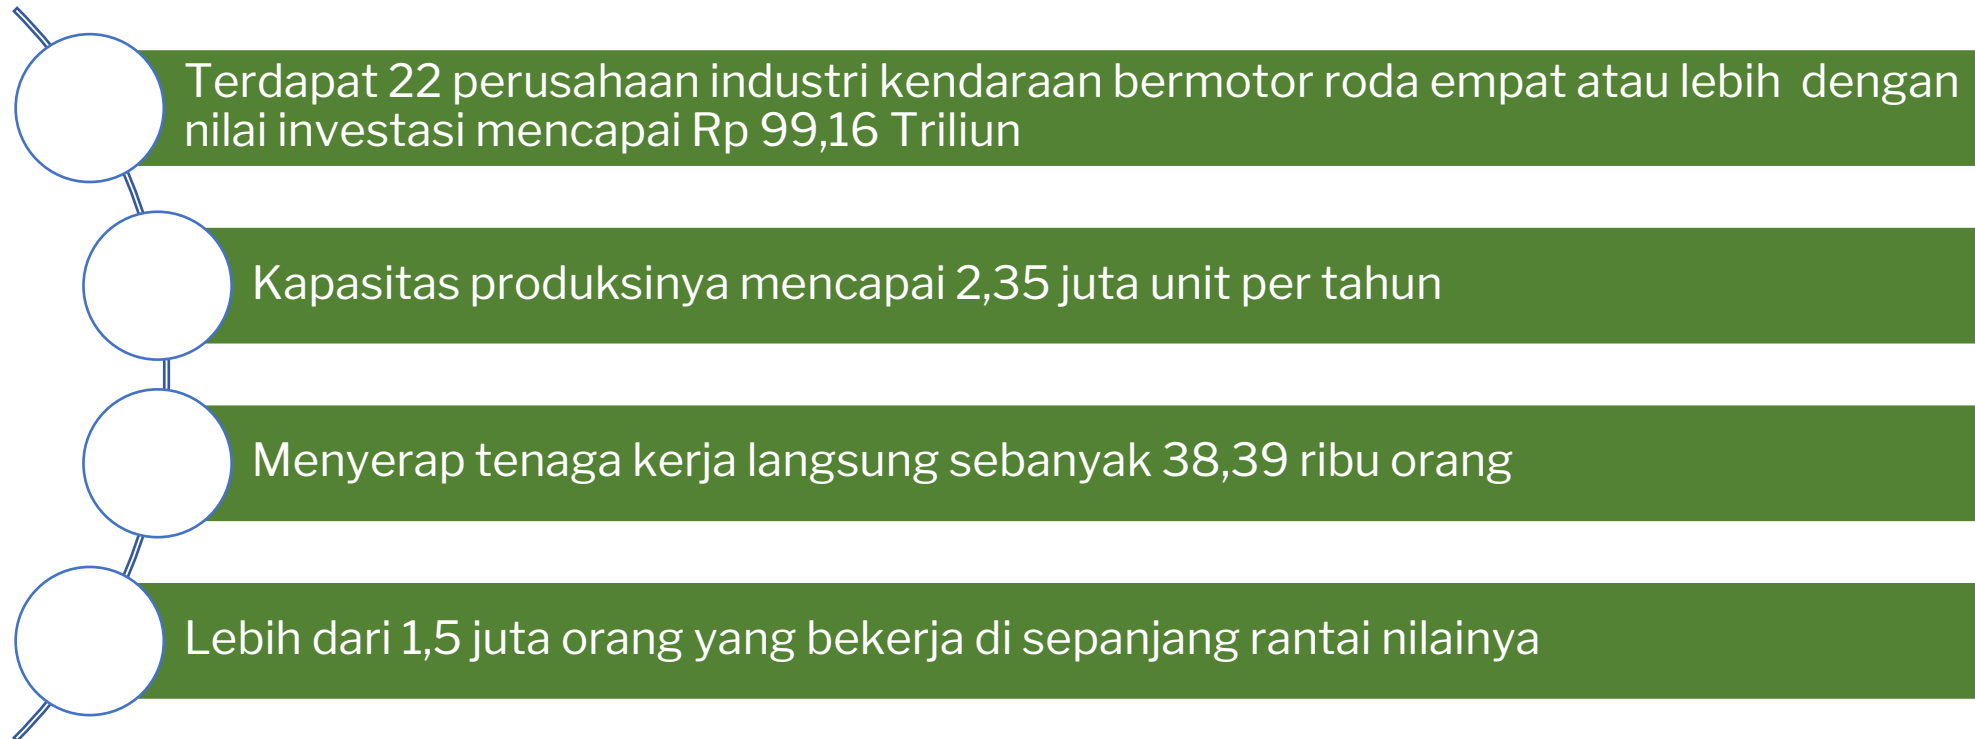 Terdapat 22 perusahaan industri kendaraan bermotor roda empat atau lebih  dengan
nilai investasi mencapai Rp 99,16 Triliun
Kapasitas produksinya mencapai 2,35 juta unit per tahun
Menyerap tenaga kerja langsung sebanyak 38,39 ribu orang
Lebih dari 1,5 juta orang yang bekerja di sepanjang rantai nilainya